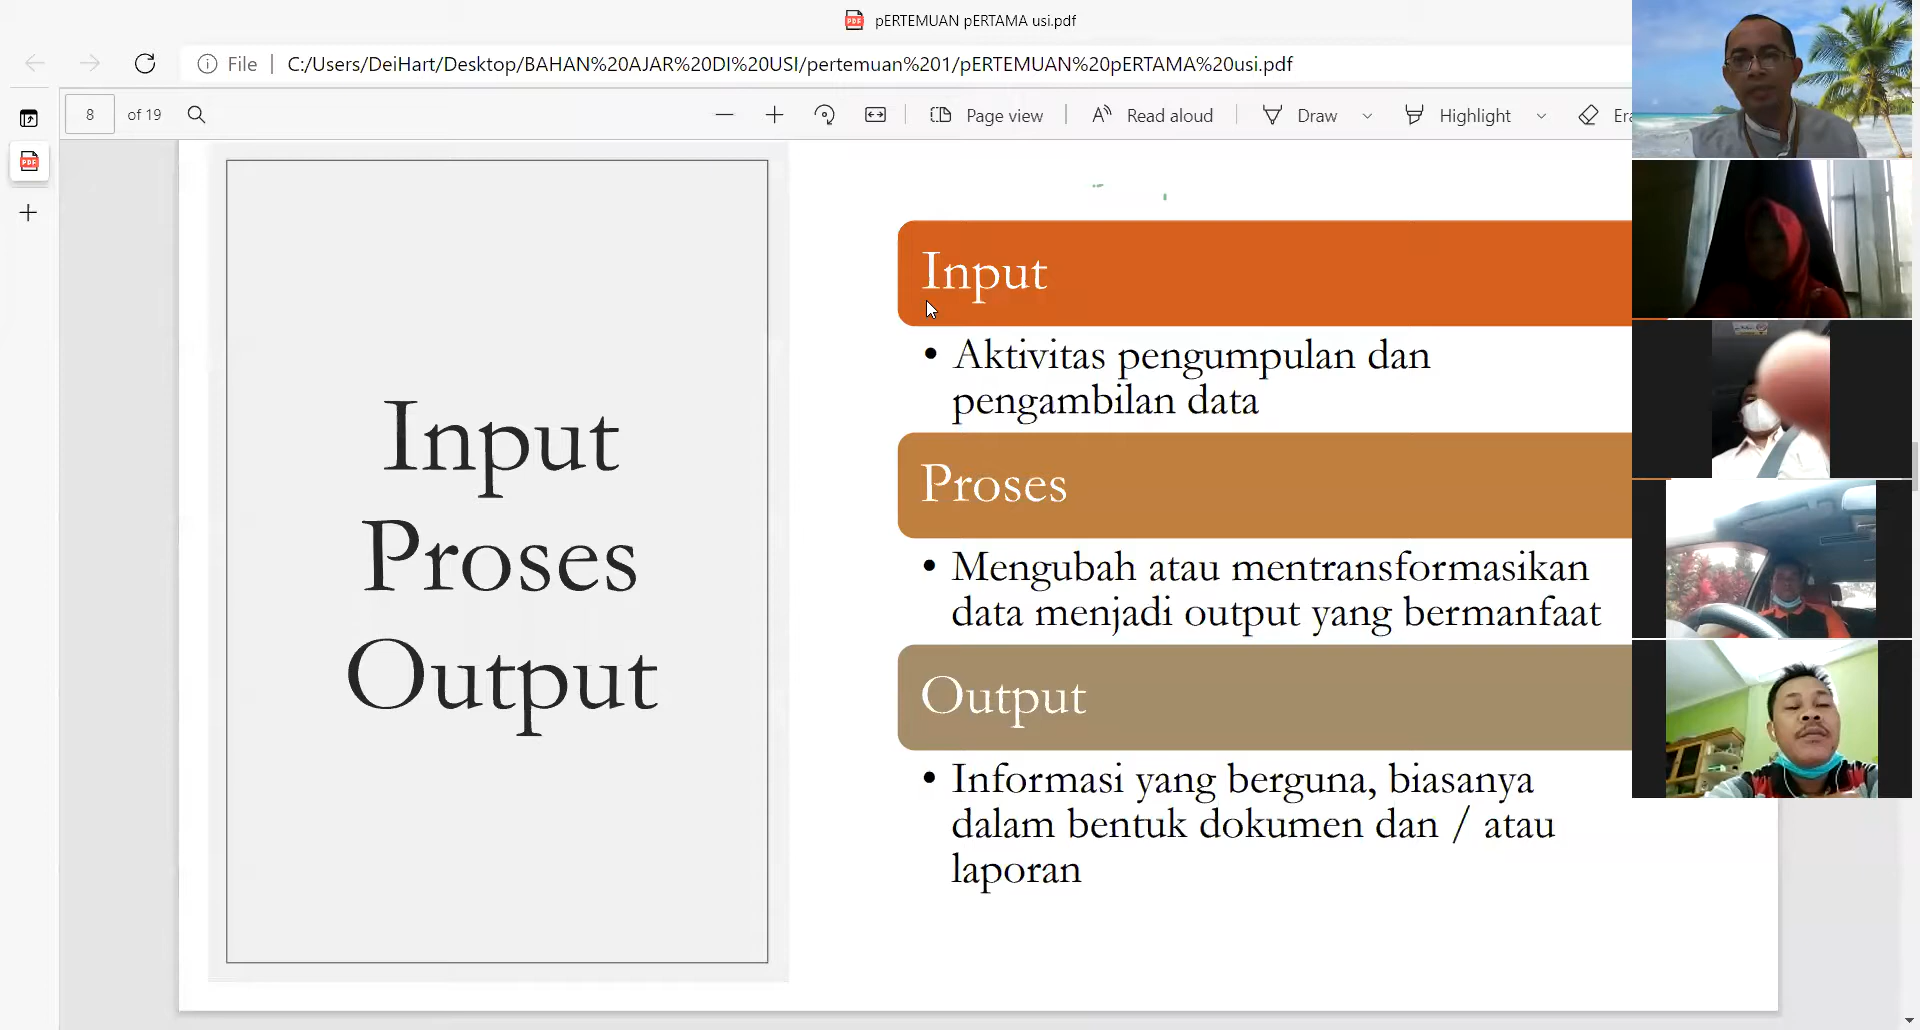 pERTEMUAN pERTAMA usi.pdf
File | C:/Users/DeiHart/Desktop/BAHAN%20AJAR%20DI%20USI/pertemuan%201/pERTEMUAN%20pERTAMA%20usi.pdf
8 of 19 Page view Read aloud Draw Highlight
Input
Proses
Output
Input
• Aktivitas pengumpulan dan
pengambilan data
Proses
• Mengubah atau mentransformasikan
data menjadi output yang bermanfaat
Output
• Informasi yang berguna, biasanya
dalam bentuk dokumen dan / atau
laporan